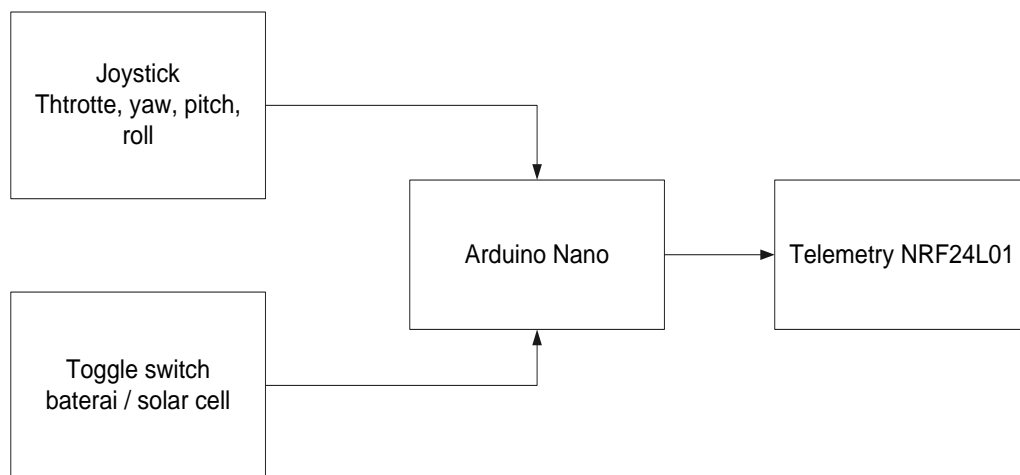 Joystick
Thtrotte, yaw, pitch,
roll
Arduino Nano
Telemetry NRF24L01
Toggle switch
baterai / solar cell